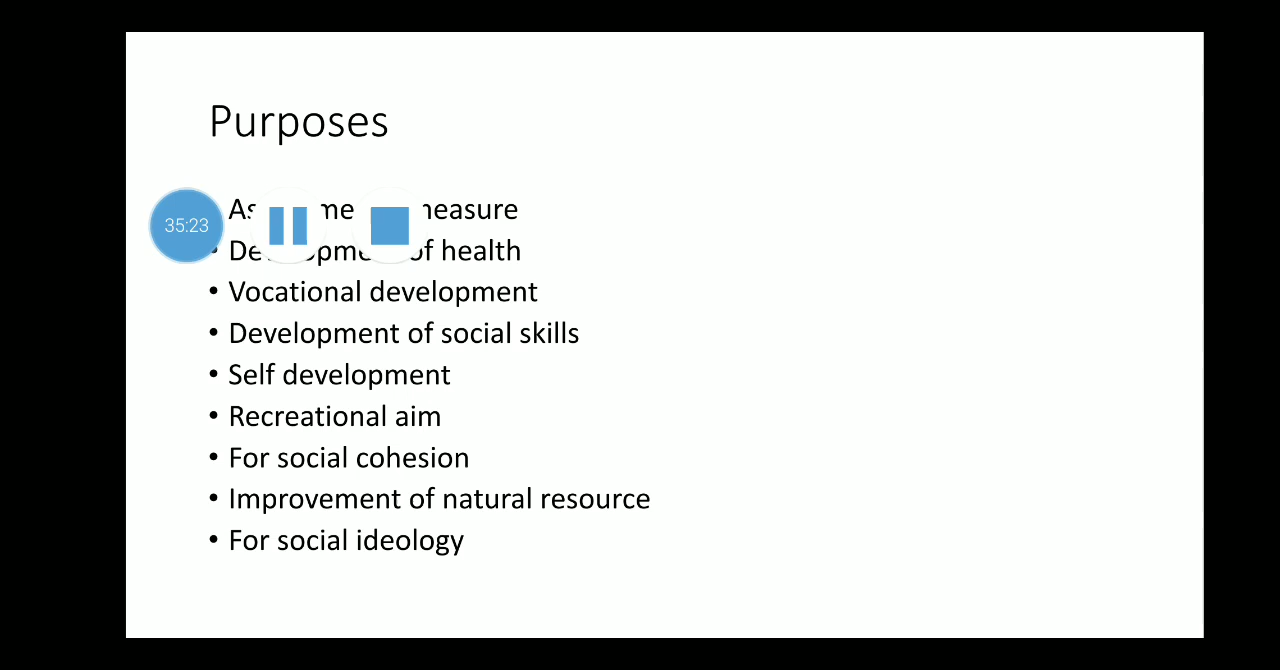 Purposes
measure
35:23
• Development of health
• Vocational development
• Development of social skills
• Self development
• Recreational aim
• For social cohesion
• Improvement of natural resource
• For social ideology